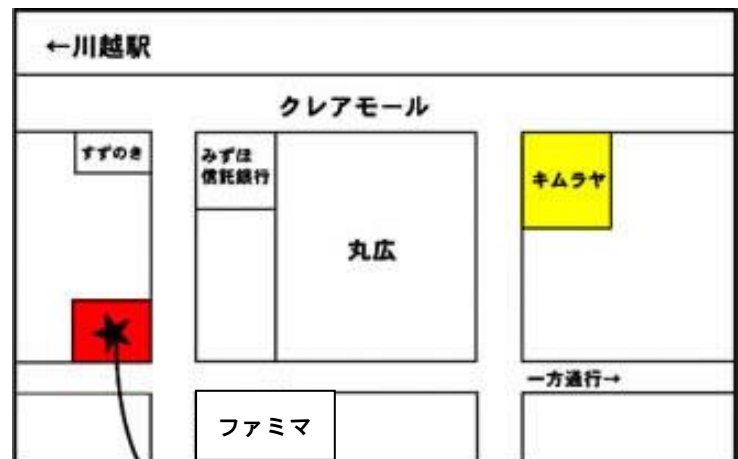 ←川越駅
クレアモール
すずのき
みずほ
信託銀行
キムラヤ
丸広
一方通行→
ファミマ